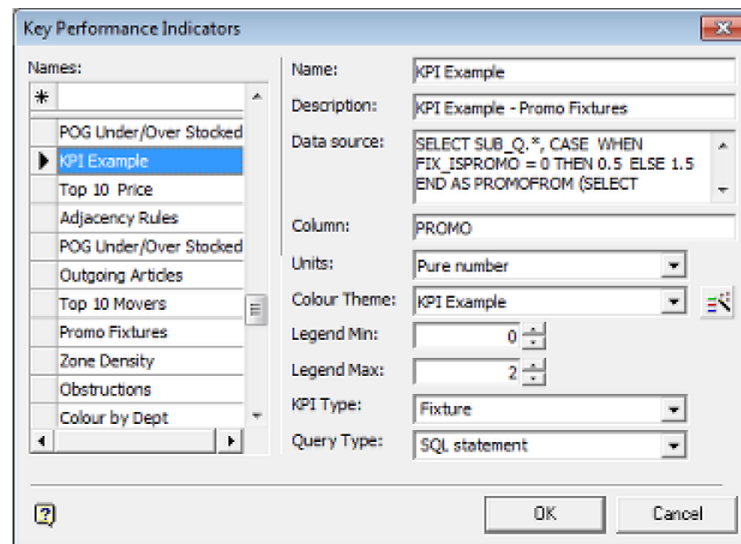 Key Performance Indicators
Names:
*
POG Under/Over Stocked
KPI Example
Top 10 Price
Adjacency Rules
POG Under/Over Stocked
Outgoing Articles
Top 10 Movers
Promo Fixtures
Zone Density
Obstructions
Colour by Dept
Name:
KPI Example
Description:
KPI Example - Promo Fixtures
Data source:
SELECT SUB_Q.*, CASE WHEN
FIX_ISPROMO = 0 THEN 0.5 ELSE 1.5
END AS PROMOFROM (SELECT
Column:
PROMO
Units:
Pure number
Colour Theme:
KPI Example
Legend Min:
0
Legend Max:
2
KPI Type:
Fixture
Query Type:
SQL statement
?
OK
Cancel